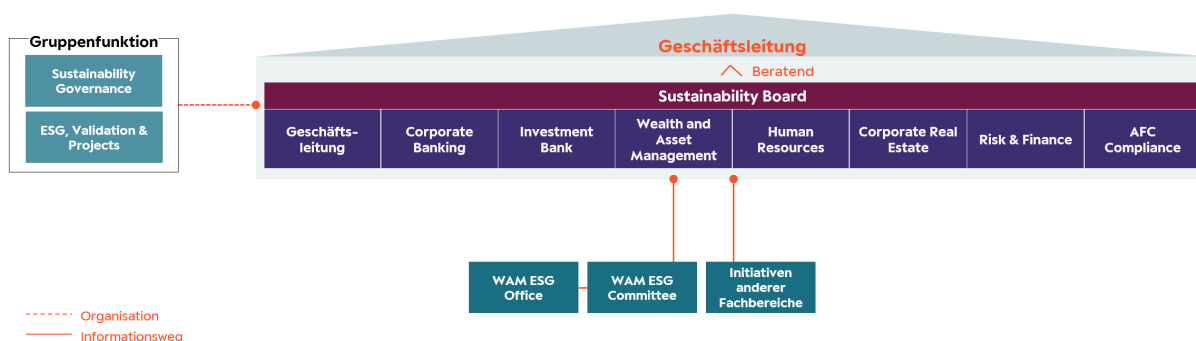 Gruppenfunktion
Sustainability
Governance
ESG, Validation &
Projects
Geschäftsleitung
Beratend
Sustainability Board
Geschäfts-
leitung
Corporate
Banking
Investment
Bank
Wealth and
Asset
Management
Human
Resources
Corporate Real
Estate
Risk & Finance
AFC
Compliance
WAM ESG
Office
WAM ESG
Committee
Initiativen
anderer
Fachbereiche
Organisation
Informationsweg